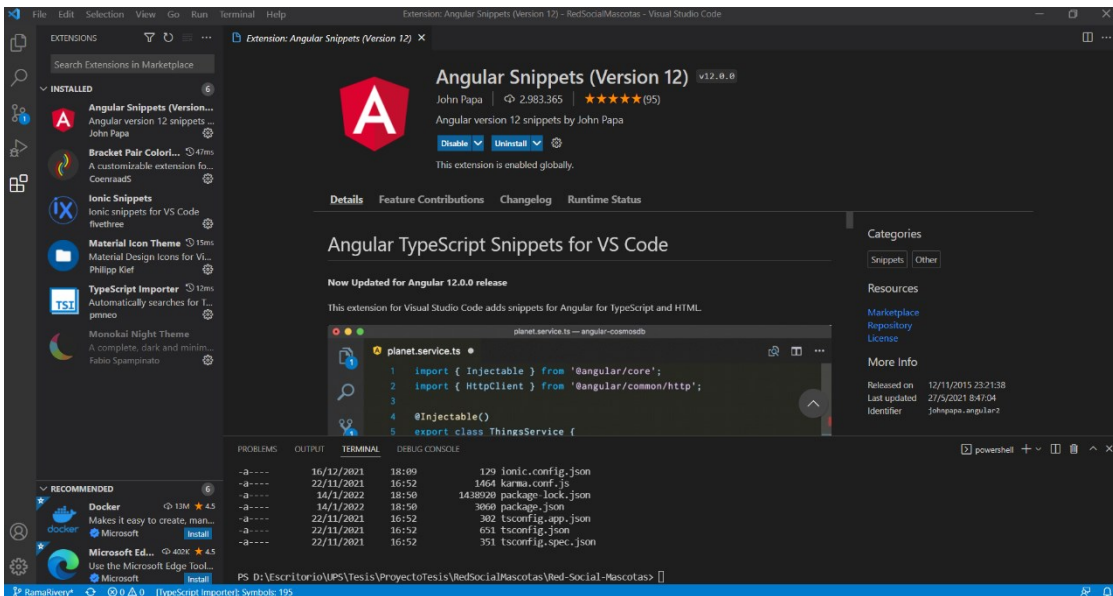 File Edit Selection View Go Run Terminal Help
Extension: Angular Snippets (Version 12) - RedSocialMascotas - Visual Studio Code
EXTENSIONS
Search Extensions in Marketplace
INSTALLED 6
Angular Snippets (Version...
Angular version 12 snippets ...
John Papa
Bracket Pair Colori... 47ms
A customizable extension fo...
CoenraadS
Ionic Snippets
Ionic snippets for VS Code
fivethree
Material Icon Theme 15ms
Material Design Icons for Vi...
Philipp Kief
TypeScript Importer 12ms
Automatically searches for T...
pmneo
Monokai Night Theme
A complete, dark and minim...
Fabio Spampinato
RECOMMENDED 6
Docker 13M 4.5
Makes it easy to create, man...
Microsoft Install
Microsoft Ed... 402K 4.5
Use the Microsoft Edge Tool...
Microsoft Install
Extension: Angular Snippets (Version 12)
Angular Snippets (Version 12) v12.0.0
John Papa 2.983.365 ★★★★★(95)
Angular version 12 snippets by John Papa
Disable Uninstall
This extension is enabled globally.
Details Feature Contributions Changelog Runtime Status
Angular TypeScript Snippets for VS Code
Now Updated for Angular 12.0.0 release
This extension for Visual Studio Code adds snippets for Angular for TypeScript and HTML.
planet.service.ts — angular-cosmosdb
planet.service.ts
1 import { Injectable } from '@angular/core';
2 import { HttpClient } from '@angular/common/http';
3
4 @Injectable()
5 export class ThingsService {
Categories
Snippets Other
Resources
Marketplace
Repository
License
More Info
Released on 12/11/2015 23:21:38
Last updated 27/5/2021 8:47:04
Identifier johnpapa.angular2
PROBLEMS OUTPUT TERMINAL DEBUG CONSOLE
powershell
-a---- 16/12/2021 18:09 129 ionic.config.json
-a---- 22/11/2021 16:52 1464 karma.conf.js
-a---- 14/1/2022 18:50 1438920 package-lock.json
-a---- 14/1/2022 18:50 3060 package.json
-a---- 22/11/2021 16:52 302 tsconfig.app.json
-a---- 22/11/2021 16:52 651 tsconfig.json
-a---- 22/11/2021 16:52 351 tsconfig.spec.json
PS D:\Escritorio\UPS\Tesis\ProyectoTesis\RedSocialMascotas\Red-Social-Mascotas>
RamaRivery* 0 0 [TypeScript Importer]: Symbols: 195